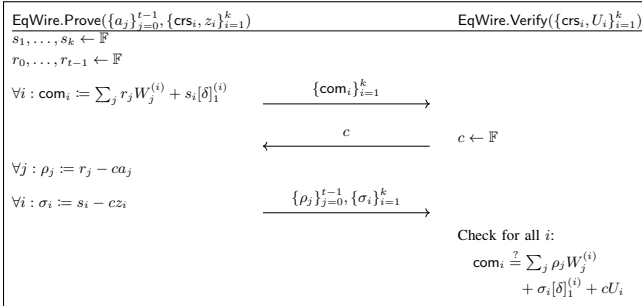 EqWire.Prove({a_j}_{j=0}^{t-1}, {crs_i, z_i}_{i=1}^k) EqWire.Verify({crs_i, U_i}_{i=1}^k)
s_1, …, s_k ← 𝔽
r_0, …, r_{t-1} ← 𝔽
∀i : com_i ≔ ∑_j r_j W_j^{(i)} + s_i[δ]_1^{(i)} {com_i}_{i=1}^k
c c ← 𝔽
∀j : ρ_j ≔ r_j − ca_j
∀i : σ_i ≔ s_i − cz_i {ρ_j}_{j=0}^{t-1}, {σ_i}_{i=1}^k
Check for all i:
com_i ≟ ∑_j ρ_j W_j^{(i)}
+ σ_i[δ]_1^{(i)} + cU_i